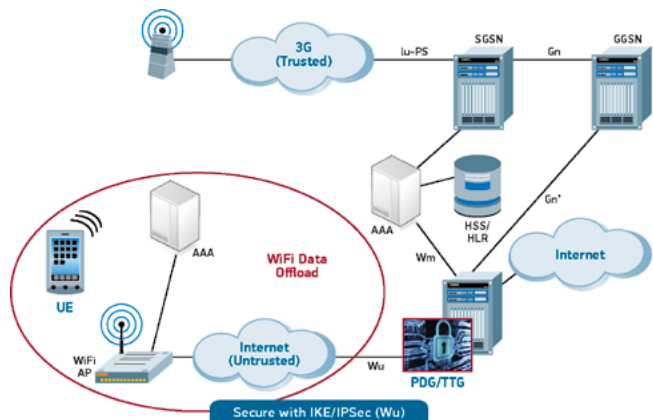 SGSN
GGSN
3G
(Trusted)
Iu-PS
Gn
AAA
HSS/
HLR
Gn'
Wm
Internet
AAA
WiFi Data
Offload
UE
WiFi
AP
Internet
(Untrusted)
Wu
PDG/TTG
Secure with IKE/IPSec (Wu)